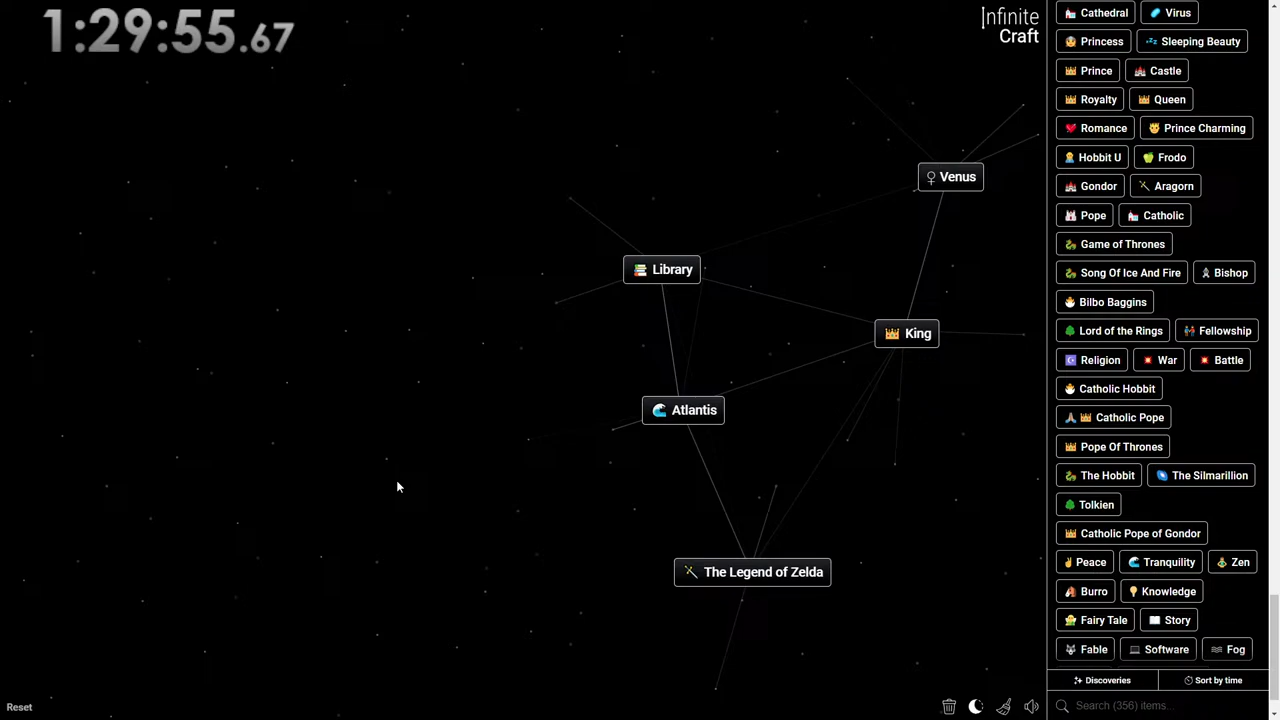 1:29:55.67
Infinite
Craft
Venus
Library
King
Atlantis
The Legend of Zelda
Reset
Cathedral Virus
Princess Sleeping Beauty
Prince Castle
Royalty Queen
Romance Prince Charming
Hobbit U Frodo
Gondor Aragorn
Pope Catholic
Game of Thrones
Song Of Ice And Fire Bishop
Bilbo Baggins
Lord of the Rings Fellowship
Religion War Battle
Catholic Hobbit
Catholic Pope
Pope Of Thrones
The Hobbit The Silmarillion
Tolkien
Catholic Pope of Gondor
Peace Tranquility Zen
Burro Knowledge
Fairy Tale Story
Fable Software Fog
Discoveries Sort by time
Search (356) items...